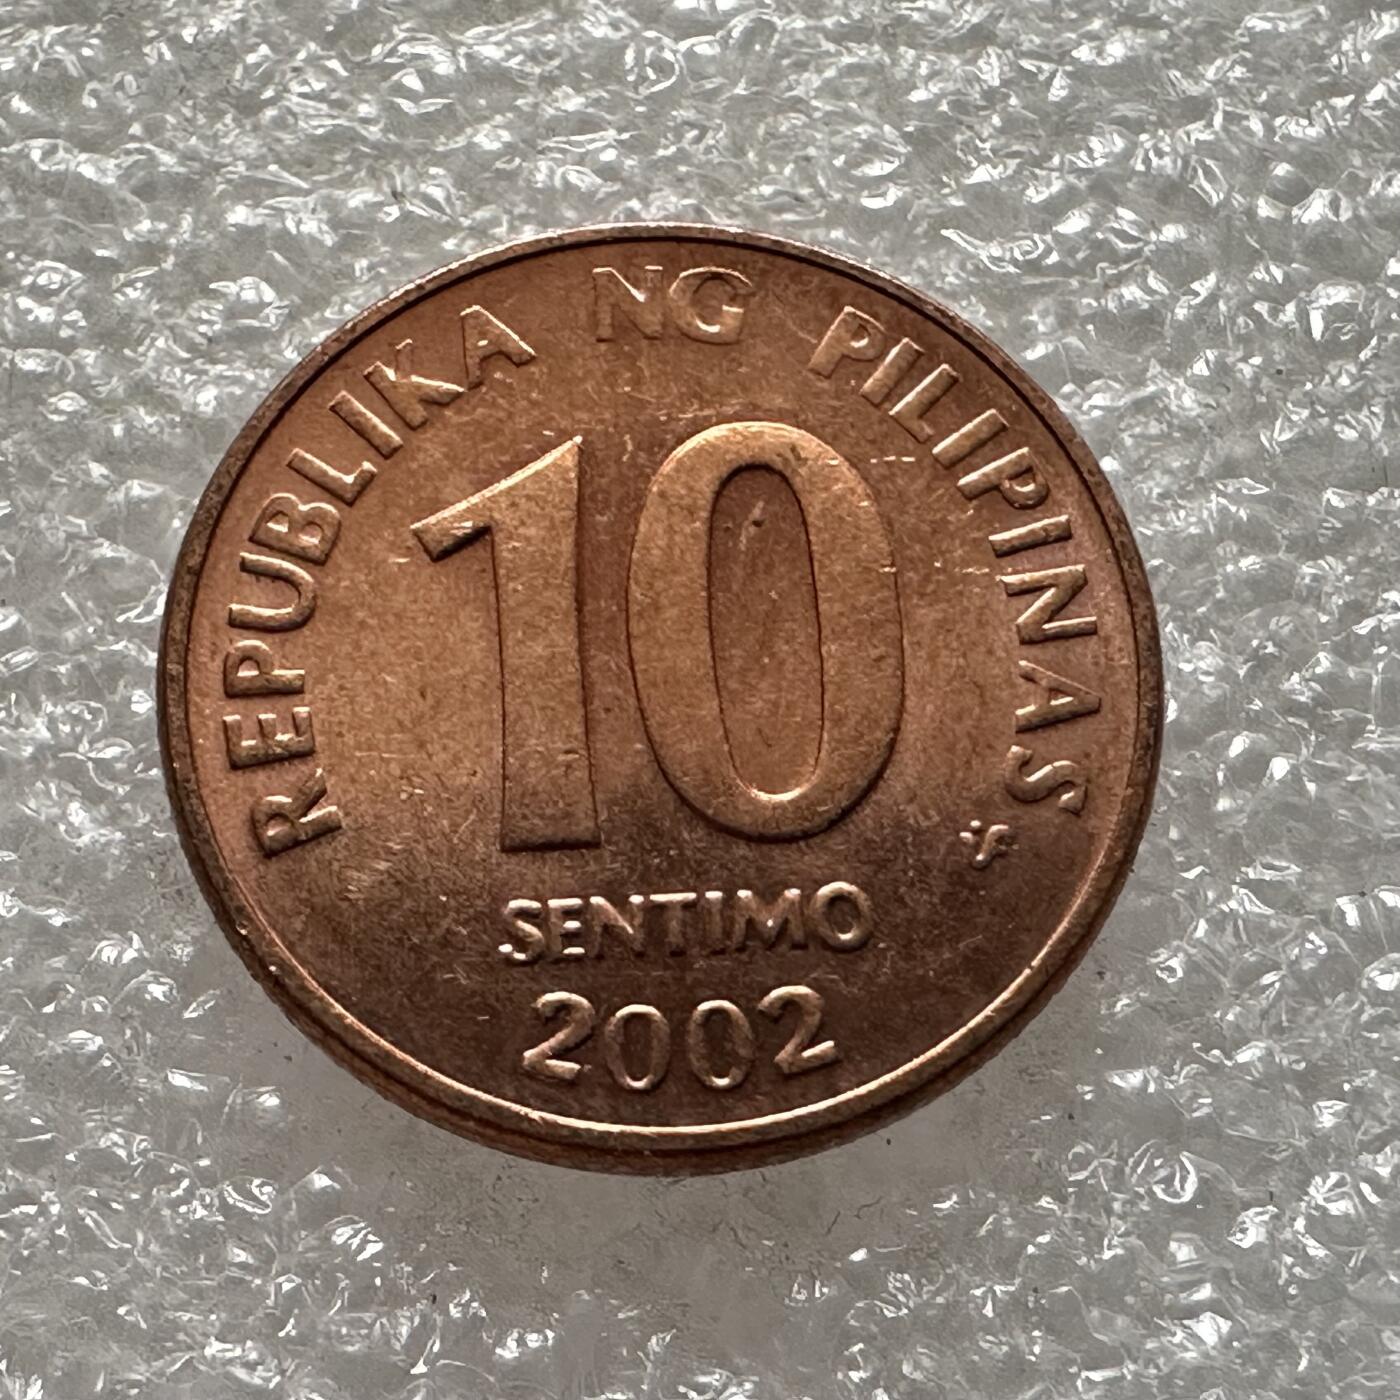 REPUBLIKA NG PILIPINAS
10
SENTIMO
2002